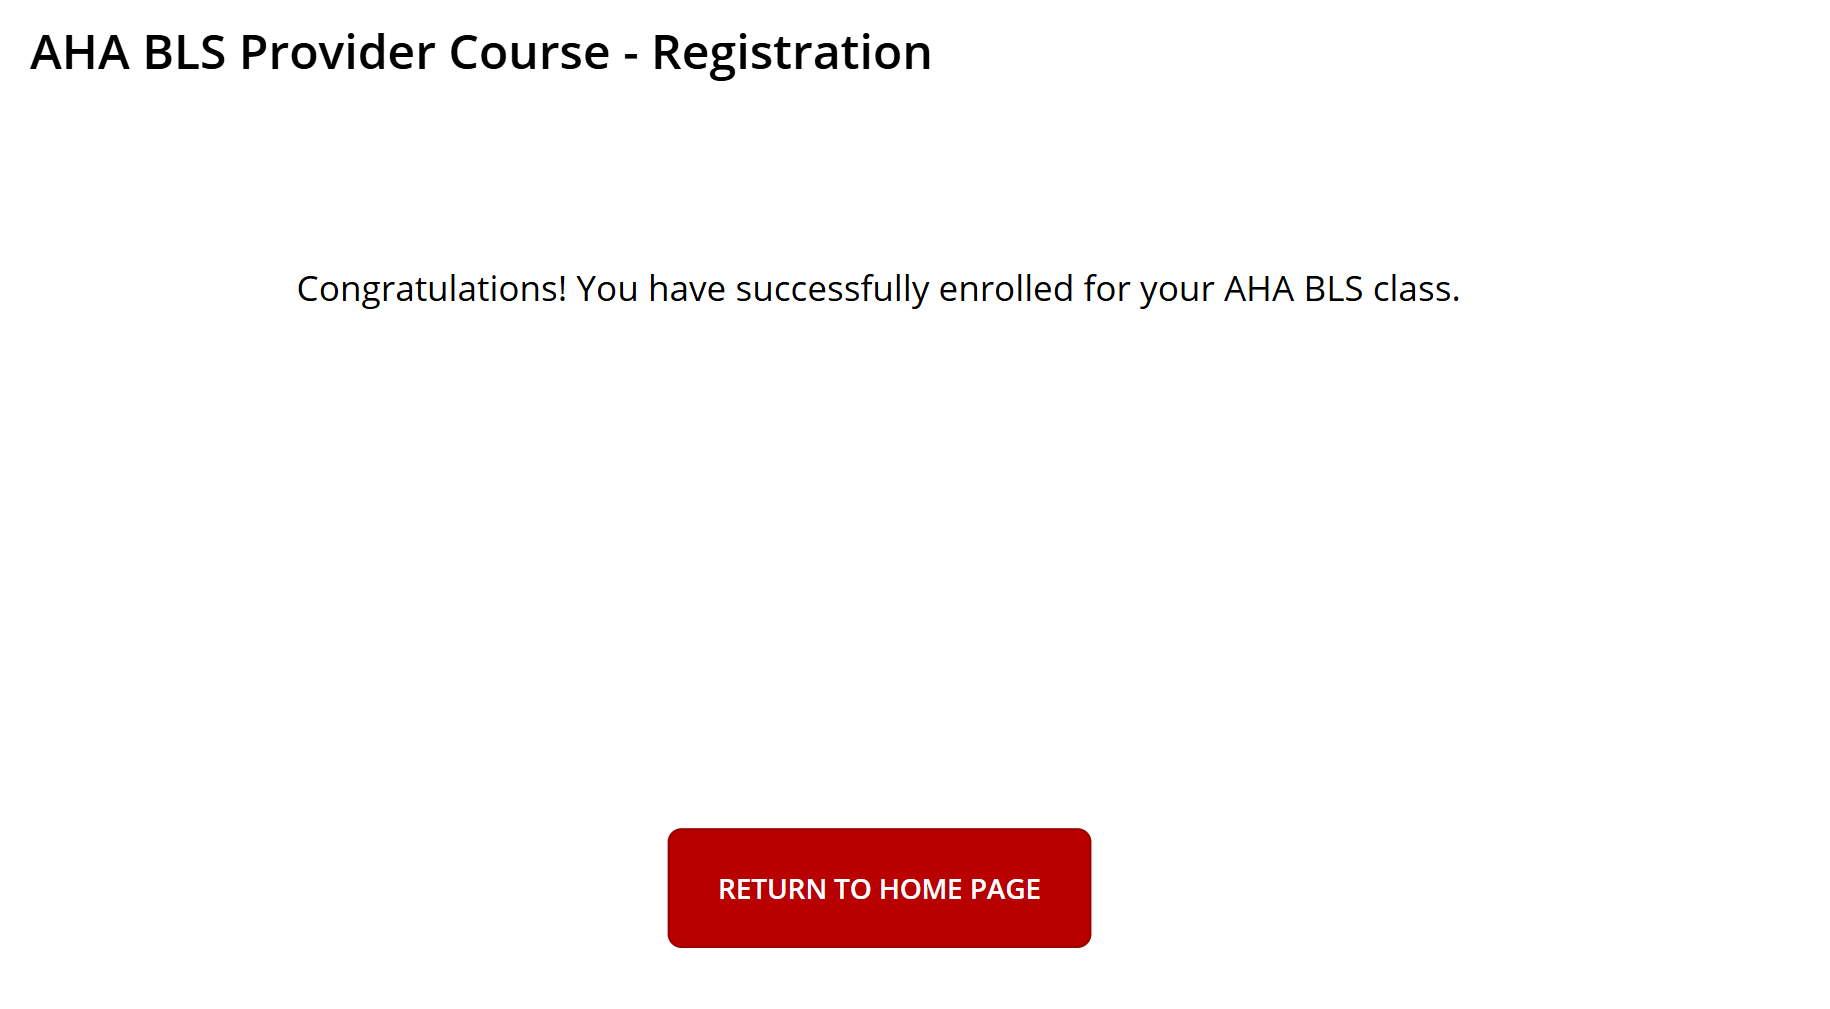 AHA BLS Provider Course - Registration
Congratulations! You have successfully enrolled for your AHA BLS class.
RETURN TO HOME PAGE